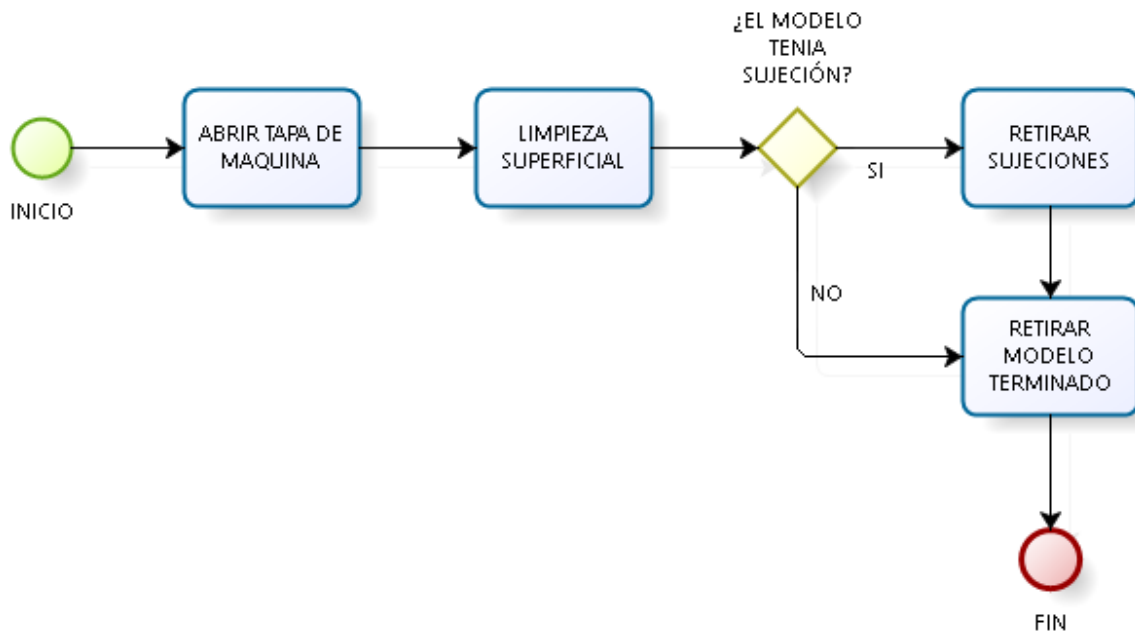 ¿EL MODELO
TENIA
SUJECIÓN?
ABRIR TAPA DE
MAQUINA
LIMPIEZA
SUPERFICIAL
RETIRAR
SUJECIONES
SI
INICIO
NO
RETIRAR
MODELO
TERMINADO
FIN